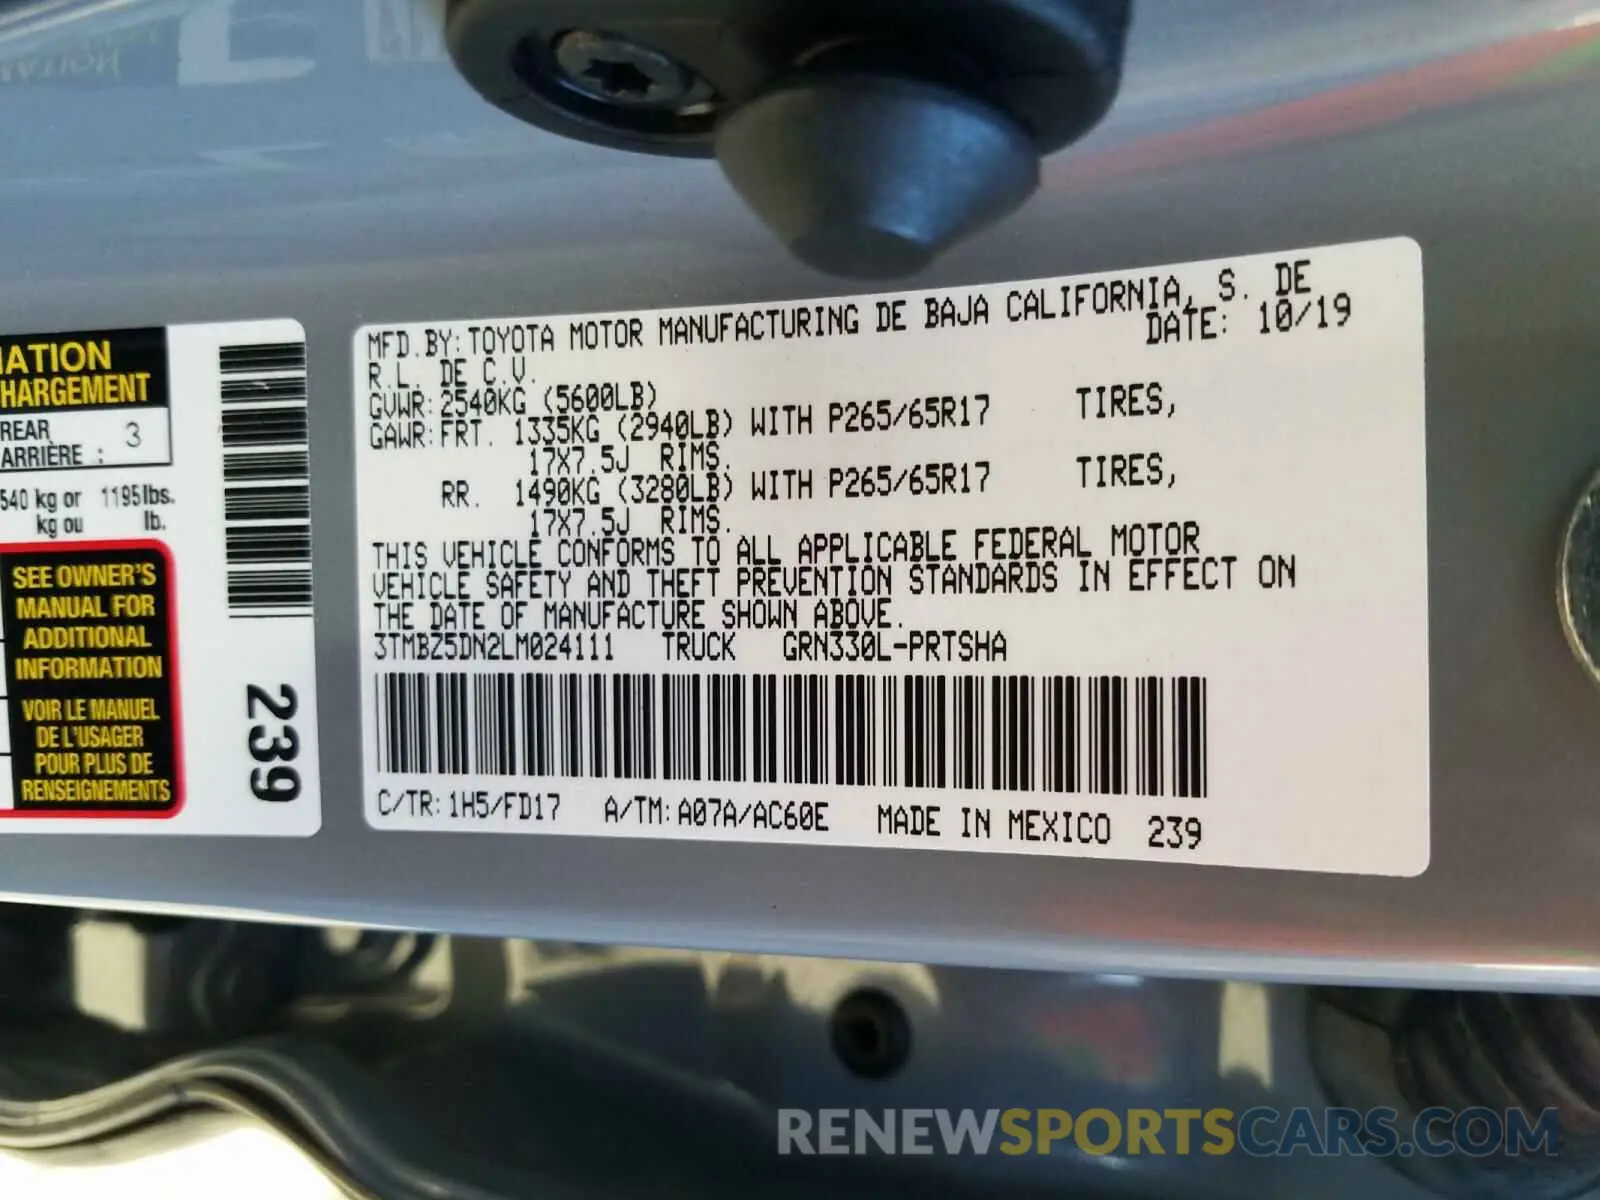 MFD.BY:TOYOTA MOTOR MANUFACTURING DE BAJA CALIFORNIA, S. DE
R.L. DE C.V. DATE: 10/19
GVWR:2540KG (5600LB)
GAWR:FRT. 1335KG (2940LB) WITH P265/65R17 TIRES,
17X7.5J RIMS.
RR. 1490KG (3280LB) WITH P265/65R17 TIRES,
17X7.5J RIMS.
THIS VEHICLE CONFORMS TO ALL APPLICABLE FEDERAL MOTOR
VEHICLE SAFETY AND THEFT PREVENTION STANDARDS IN EFFECT ON
THE DATE OF MANUFACTURE SHOWN ABOVE.
3TMBZ5DN2LM024111 TRUCK GRN330L-PRTSHA
C/TR:1H5/FD17 A/TM:A07A/AC60E MADE IN MEXICO 239
REAR 3
ARRIÈRE :
540 kg or 1195 lbs.
kg ou lb.
SEE OWNER'S
MANUAL FOR
ADDITIONAL
INFORMATION
VOIR LE MANUEL
DE L'USAGER
POUR PLUS DE
RENSEIGNEMENTS
239
RENEWSPORTSCARS.COM